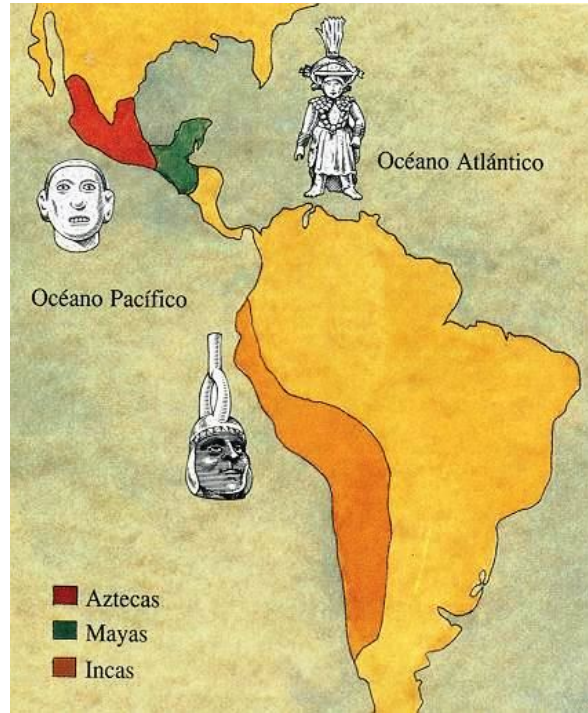 Océano Atlántico
Océano Pacífico
Aztecas
Mayas
Incas